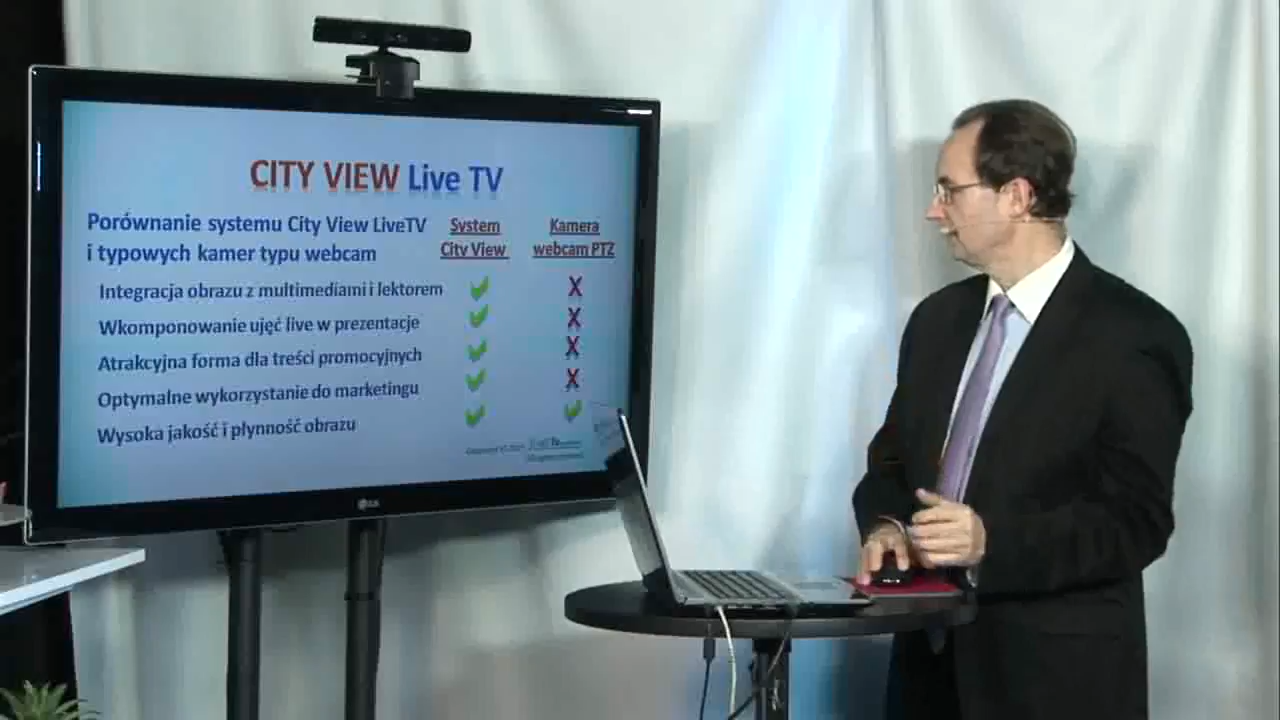 CITY VIEW Live TV
Porównanie systemu City View LiveTV
i typowych kamer typu webcam
System
City View
Kamera
webcam PTZ
Integracja obrazu z multimediami i lektorem
Wkomponowanie ujęć live w prezentacje
Atrakcyjna forma dla treści promocyjnych
Optymalne wykorzystanie do marketingu
Wysoka jakość i płynność obrazu
LG